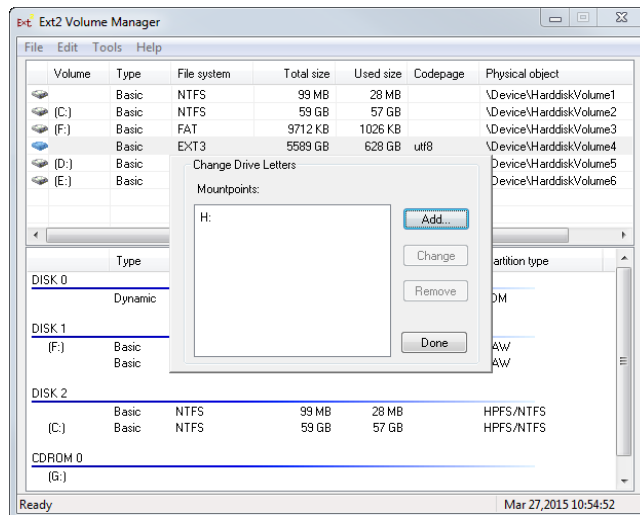 Ext2 Volume Manager
File Edit Tools Help
Volume Type File system Total size Used size Codepage Physical object
Basic NTFS 99 MB 28 MB \Device\HarddiskVolume1
(C:) Basic NTFS 59 GB 57 GB \Device\HarddiskVolume2
(F:) Basic FAT 9712 KB 1026 KB \Device\HarddiskVolume3
Basic EXT3 5589 GB 628 GB utf8 \Device\HarddiskVolume4
(D:) Basic Device\HarddiskVolume5
(E:) Basic Device\HarddiskVolume6
Change Drive Letters
Mountpoints:
H:
Add...
Change
Remove
Done
Type artition type
DISK 0
Dynamic OM
DISK 1
(F:) Basic AW
Basic AW
DISK 2
Basic NTFS 99 MB 28 MB HPFS/NTFS
(C:) Basic NTFS 59 GB 57 GB HPFS/NTFS
CDROM 0
(G:)
Ready Mar 27,2015 10:54:52